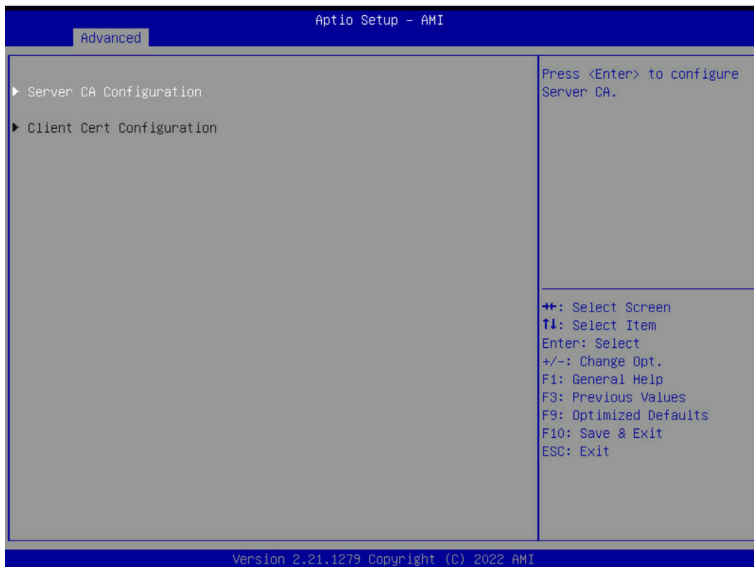 Aptio Setup – AMI
Advanced
Server CA Configuration
Client Cert Configuration
Press <Enter> to configure
Server CA.
→←: Select Screen
↑↓: Select Item
Enter: Select
+/-: Change Opt.
F1: General Help
F3: Previous Values
F9: Optimized Defaults
F10: Save & Exit
ESC: Exit
Version 2.21.1279 Copyright (C) 2022 AMI